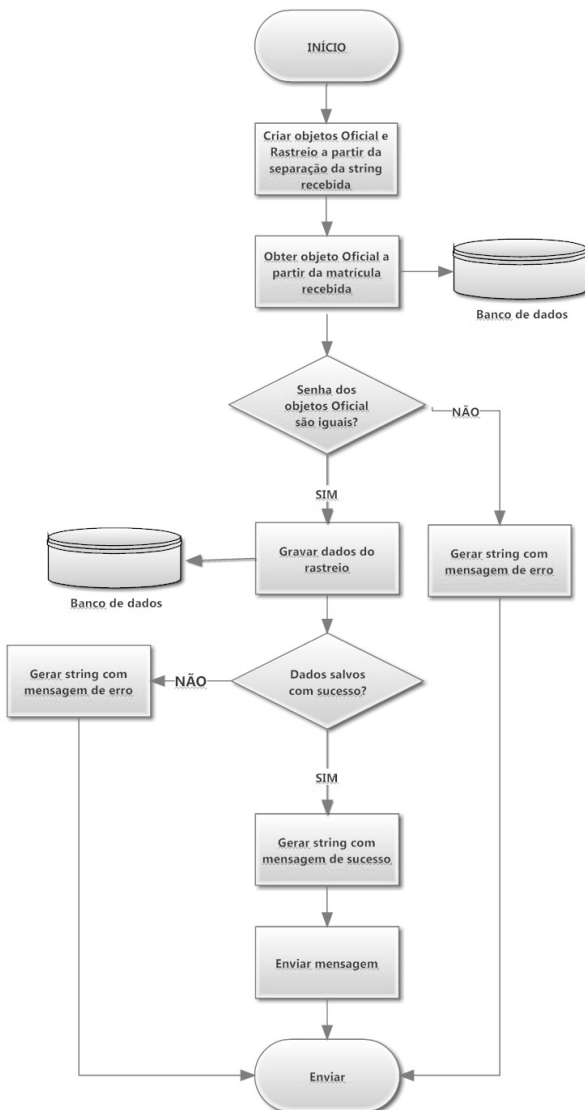 INÍCIO
Criar objetos Oficial e
Rastreio a partir da
separação da string
recebida
Obter objeto Oficial a
partir da matrícula
recebida
Banco de dados
Senha dos
objetos Oficial
são iguais?
NÃO
SIM
Gravar dados do
rastreio
Banco de dados
Gerar string com
mensagem de erro
Dados salvos
com sucesso?
NÃO
Gerar string com
mensagem de erro
SIM
Gerar string com
mensagem de sucesso
Enviar mensagem
Enviar